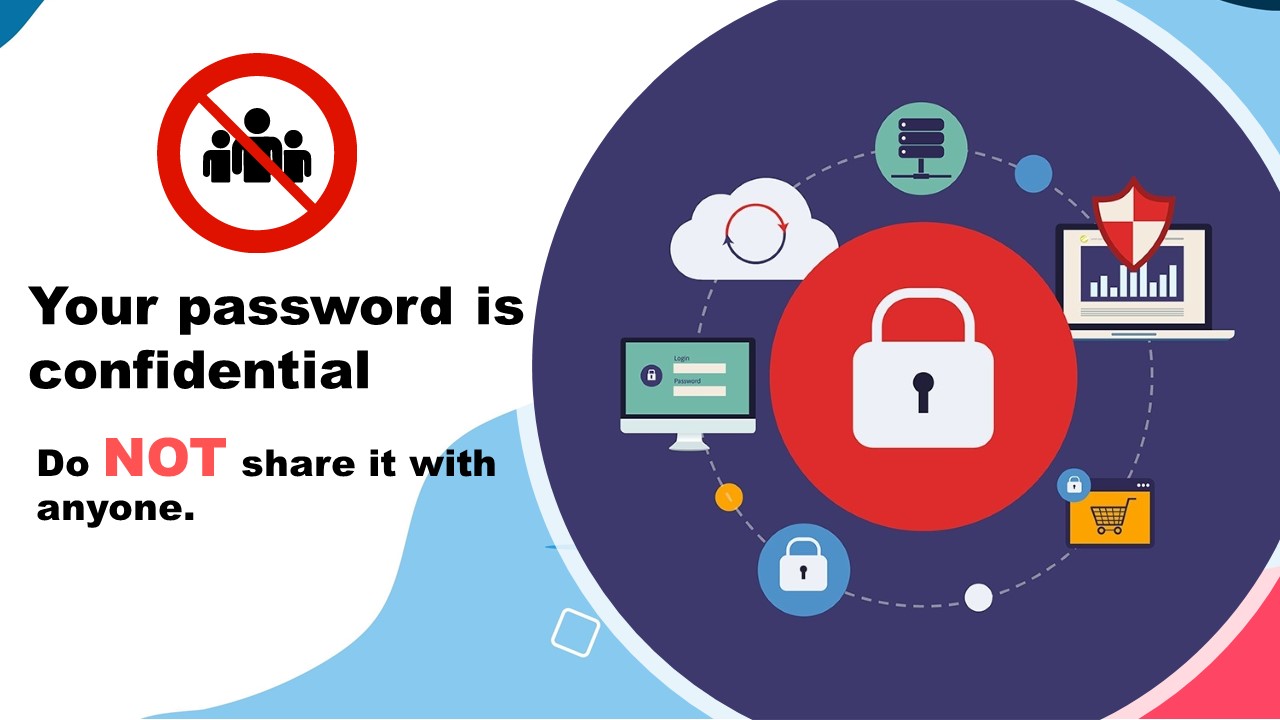 Your password is
confidential
Do NOT share it with
anyone.
Login
Password